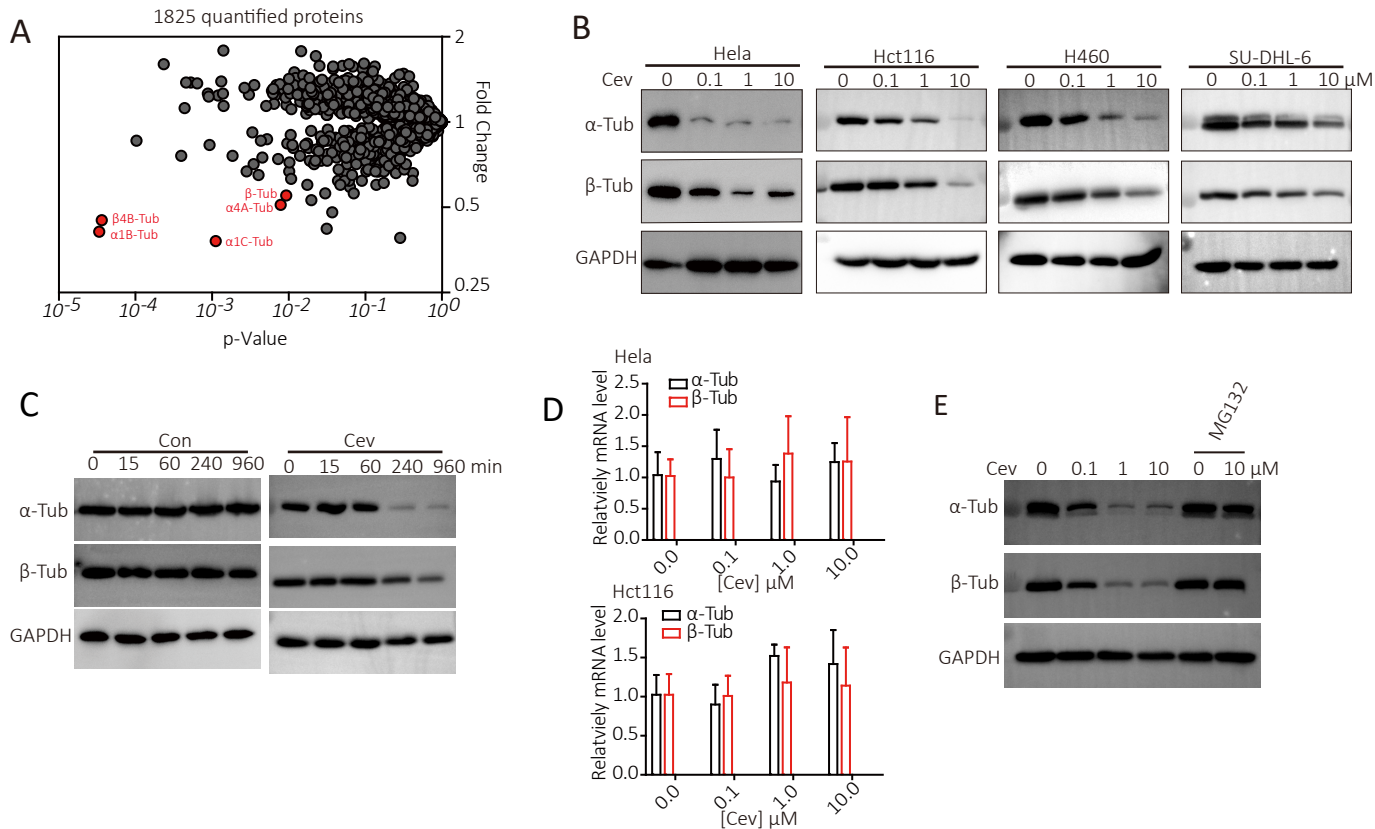 A
1825 quantified proteins
2
1
0.5
0.25
Fold Change
β-Tub
α4A-Tub
β4B-Tub
α1B-Tub
α1C-Tub
10-5 10-4 10-3 10-2 10-1 100
p-Value
B
Hela Hct116 H460 SU-DHL-6
Cev 0 0.1 1 10 0 0.1 1 10 0 0.1 1 10 0 0.1 1 10 μM
α-Tub
β-Tub
GAPDH
C
Con Cev
0 15 60 240 960 0 15 60 240 960 min
α-Tub
β-Tub
GAPDH
D
Hela
α-Tub
β-Tub
Relatviely mRNA level
2.5
2.0
1.5
1.0
0.5
0.0
0.0 0.1 1.0 10.0
[Cev] μM
Hct116
α-Tub
β-Tub
Relatviely mRNA level
2.0
1.5
1.0
0.5
0.0
0.0 0.1 1.0 10.0
[Cev] μM
E
MG132
Cev 0 0.1 1 10 0 10 μM
α-Tub
β-Tub
GAPDH